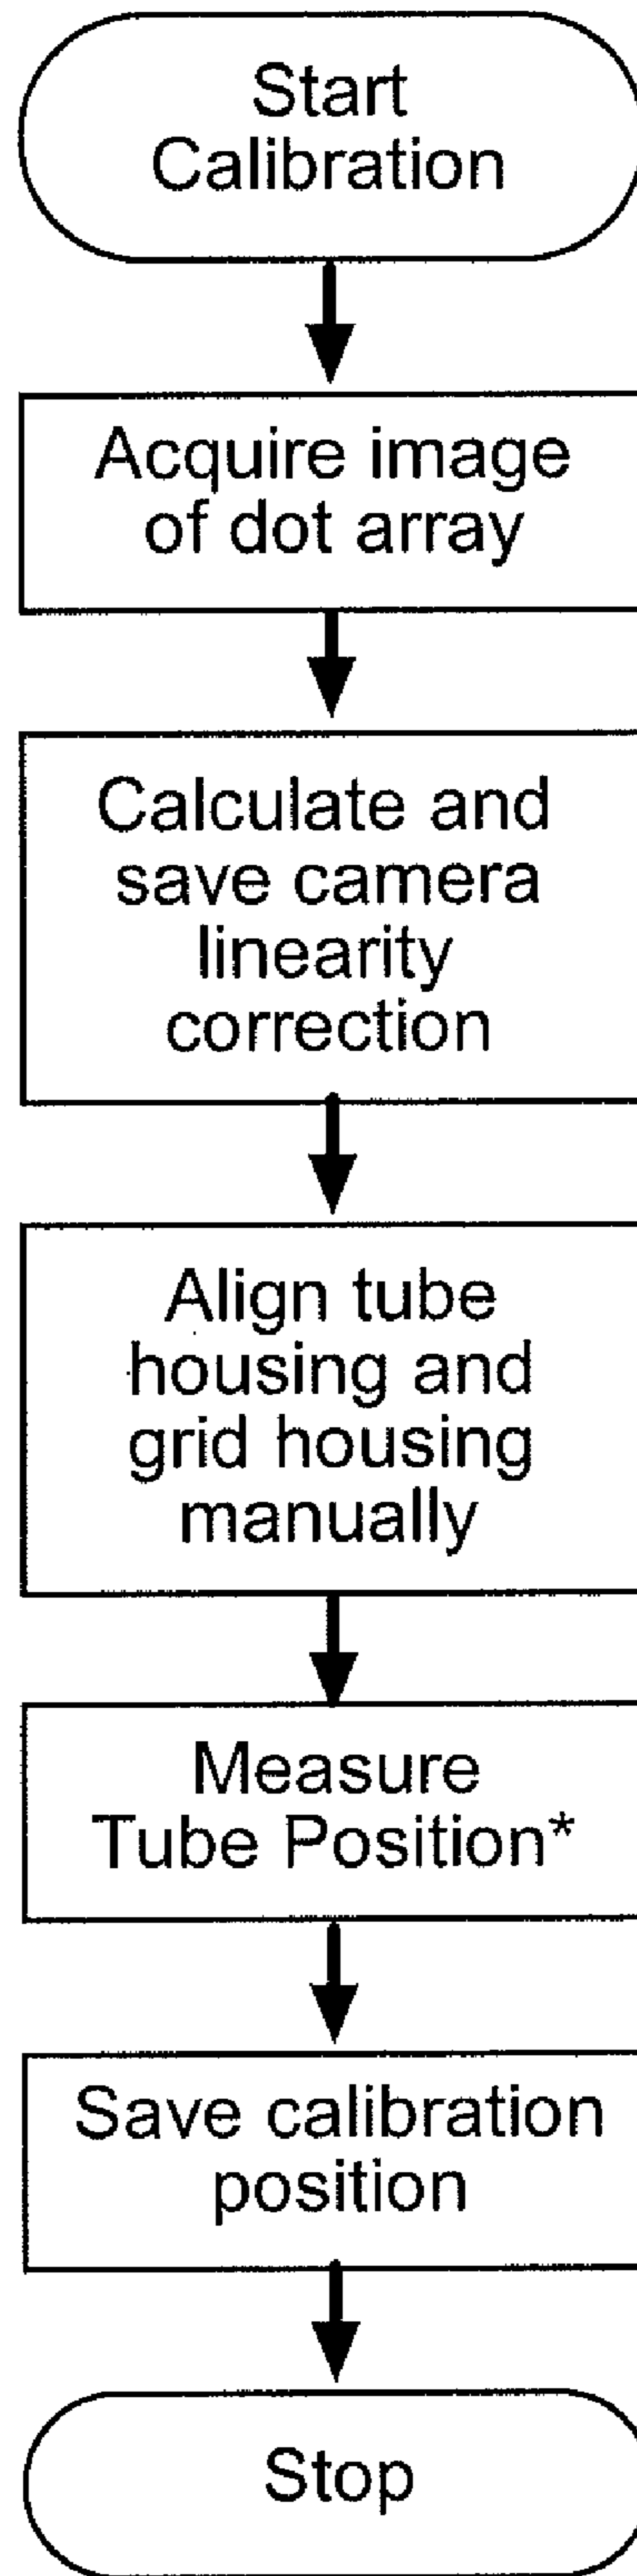 Start
Calibration
Acquire image
of dot array
Calculate and
save camera
linearity
correction
Align tube
housing and
grid housing
manually
Measure
Tube Position*
Save calibration
position
Stop